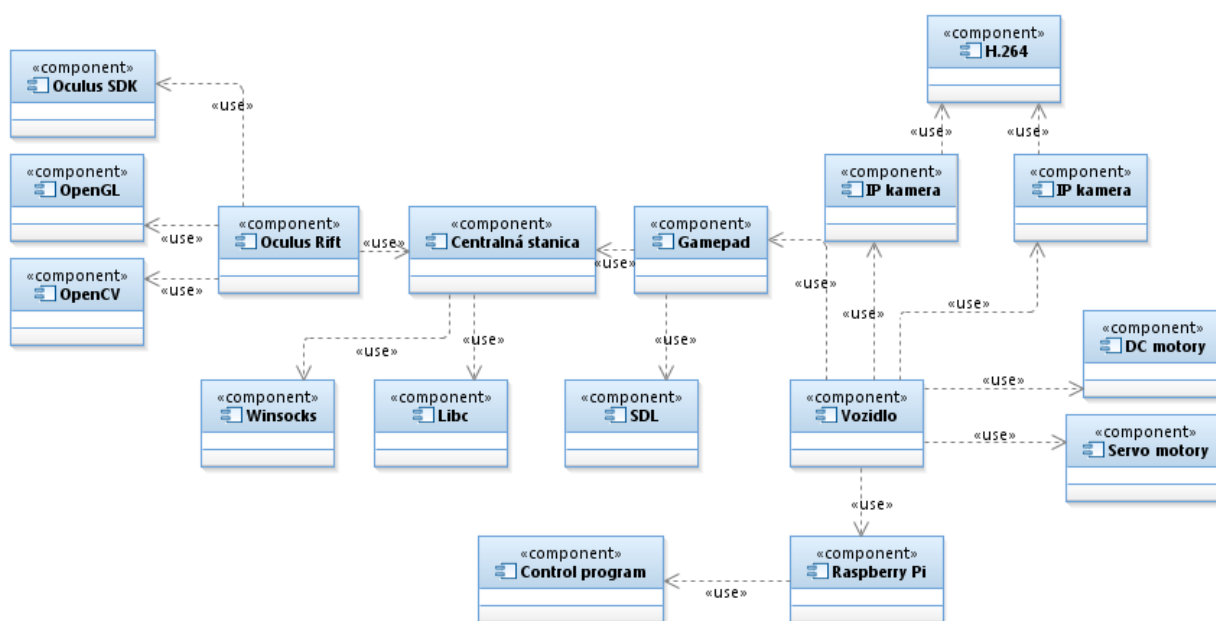 «component»
H.264
«component»
Oculus SDK
«use»
«use»
«use»
«component»
OpenGL
«component»
IP kamera
«component»
IP kamera
«use»
«component»
Oculus Rift
«use»
«component»
Centralná stanica
«use»
«component»
Gamepad
«use»
«component»
OpenCV
«use»
«use»
«use»
«use»
«use»
«use»
«use»
«component»
DC motory
«use»
«component»
Winsocks
«component»
Libc
«component»
SDL
«component»
Vozidlo
«use»
«component»
Servo motory
«use»
«component»
Control program
«use»
«component»
Raspberry Pi